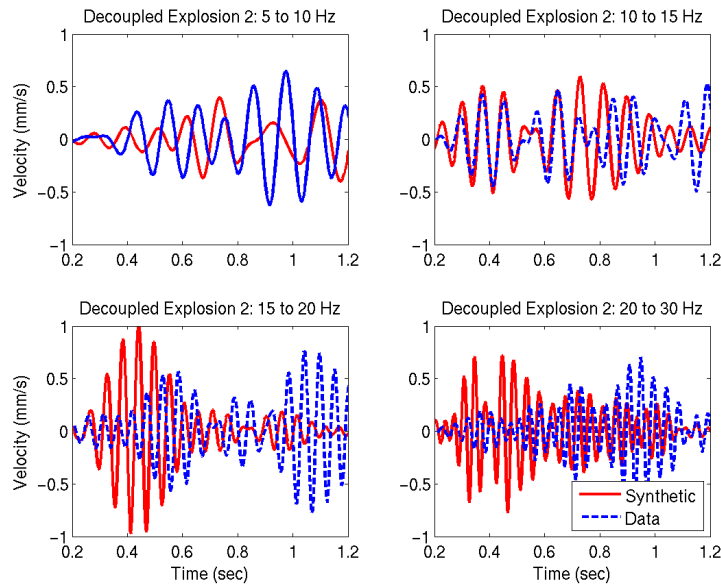 Decoupled Explosion 2: 5 to 10 Hz
1
0.5
0
−0.5
−1
Velocity (mm/s)
0.2 0.4 0.6 0.8 1 1.2
Decoupled Explosion 2: 10 to 15 Hz
1
0.5
0
−0.5
−1
0.2 0.4 0.6 0.8 1 1.2
Decoupled Explosion 2: 15 to 20 Hz
1
0.5
0
−0.5
−1
Velocity (mm/s)
0.2 0.4 0.6 0.8 1 1.2
Time (sec)
Decoupled Explosion 2: 20 to 30 Hz
1
0.5
0
−0.5
−1
Synthetic
Data
0.2 0.4 0.6 0.8 1 1.2
Time (sec)